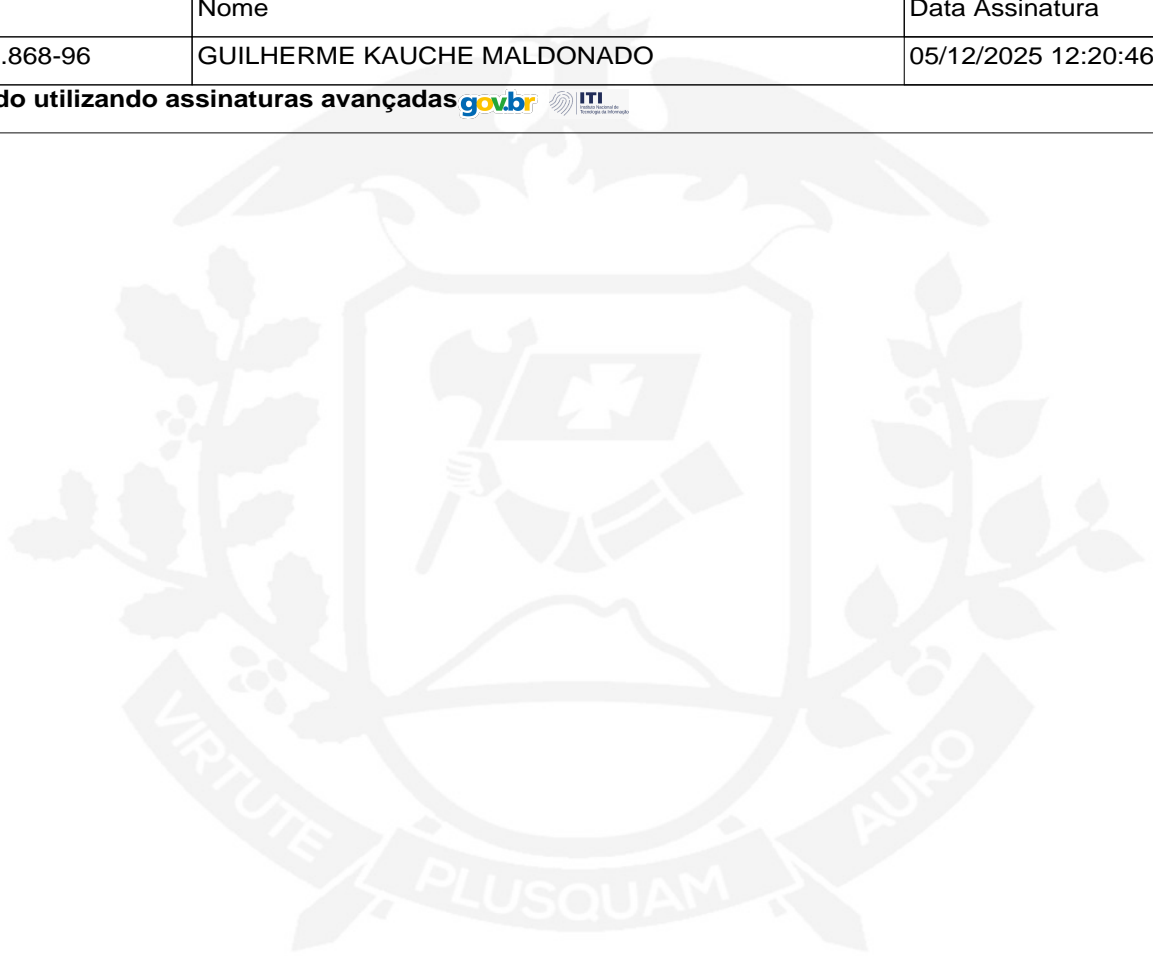 Nome Data Assinatura
.868-96 GUILHERME KAUCHE MALDONADO 05/12/2025 12:20:46
do utilizando assinaturas avançadas gov.br ITI
VIRTUTE PLUSQUAM AURO